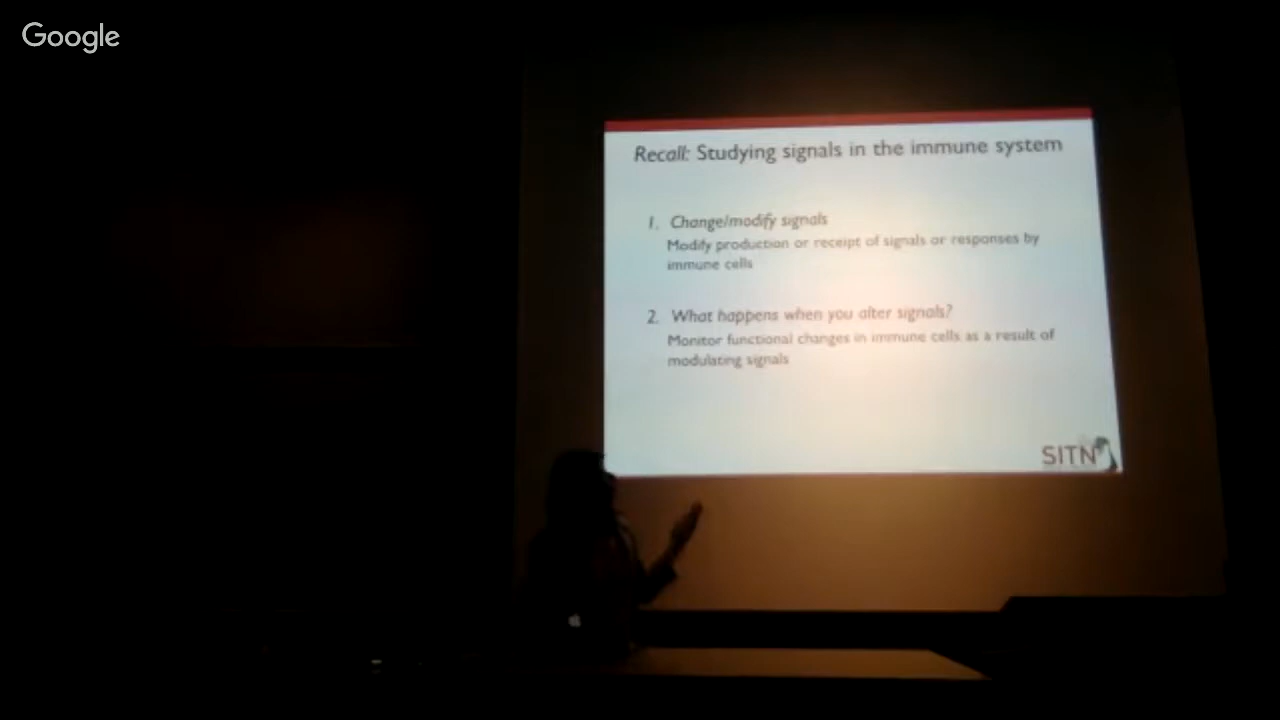 Google
Recall: Studying signals in the immune system
1. Change/modify signals
Modify production or receipt of signals or responses by
immune cells
2. What happens when you alter signals?
Monitor functional changes in immune cells as a result of
modulating signals
SITN